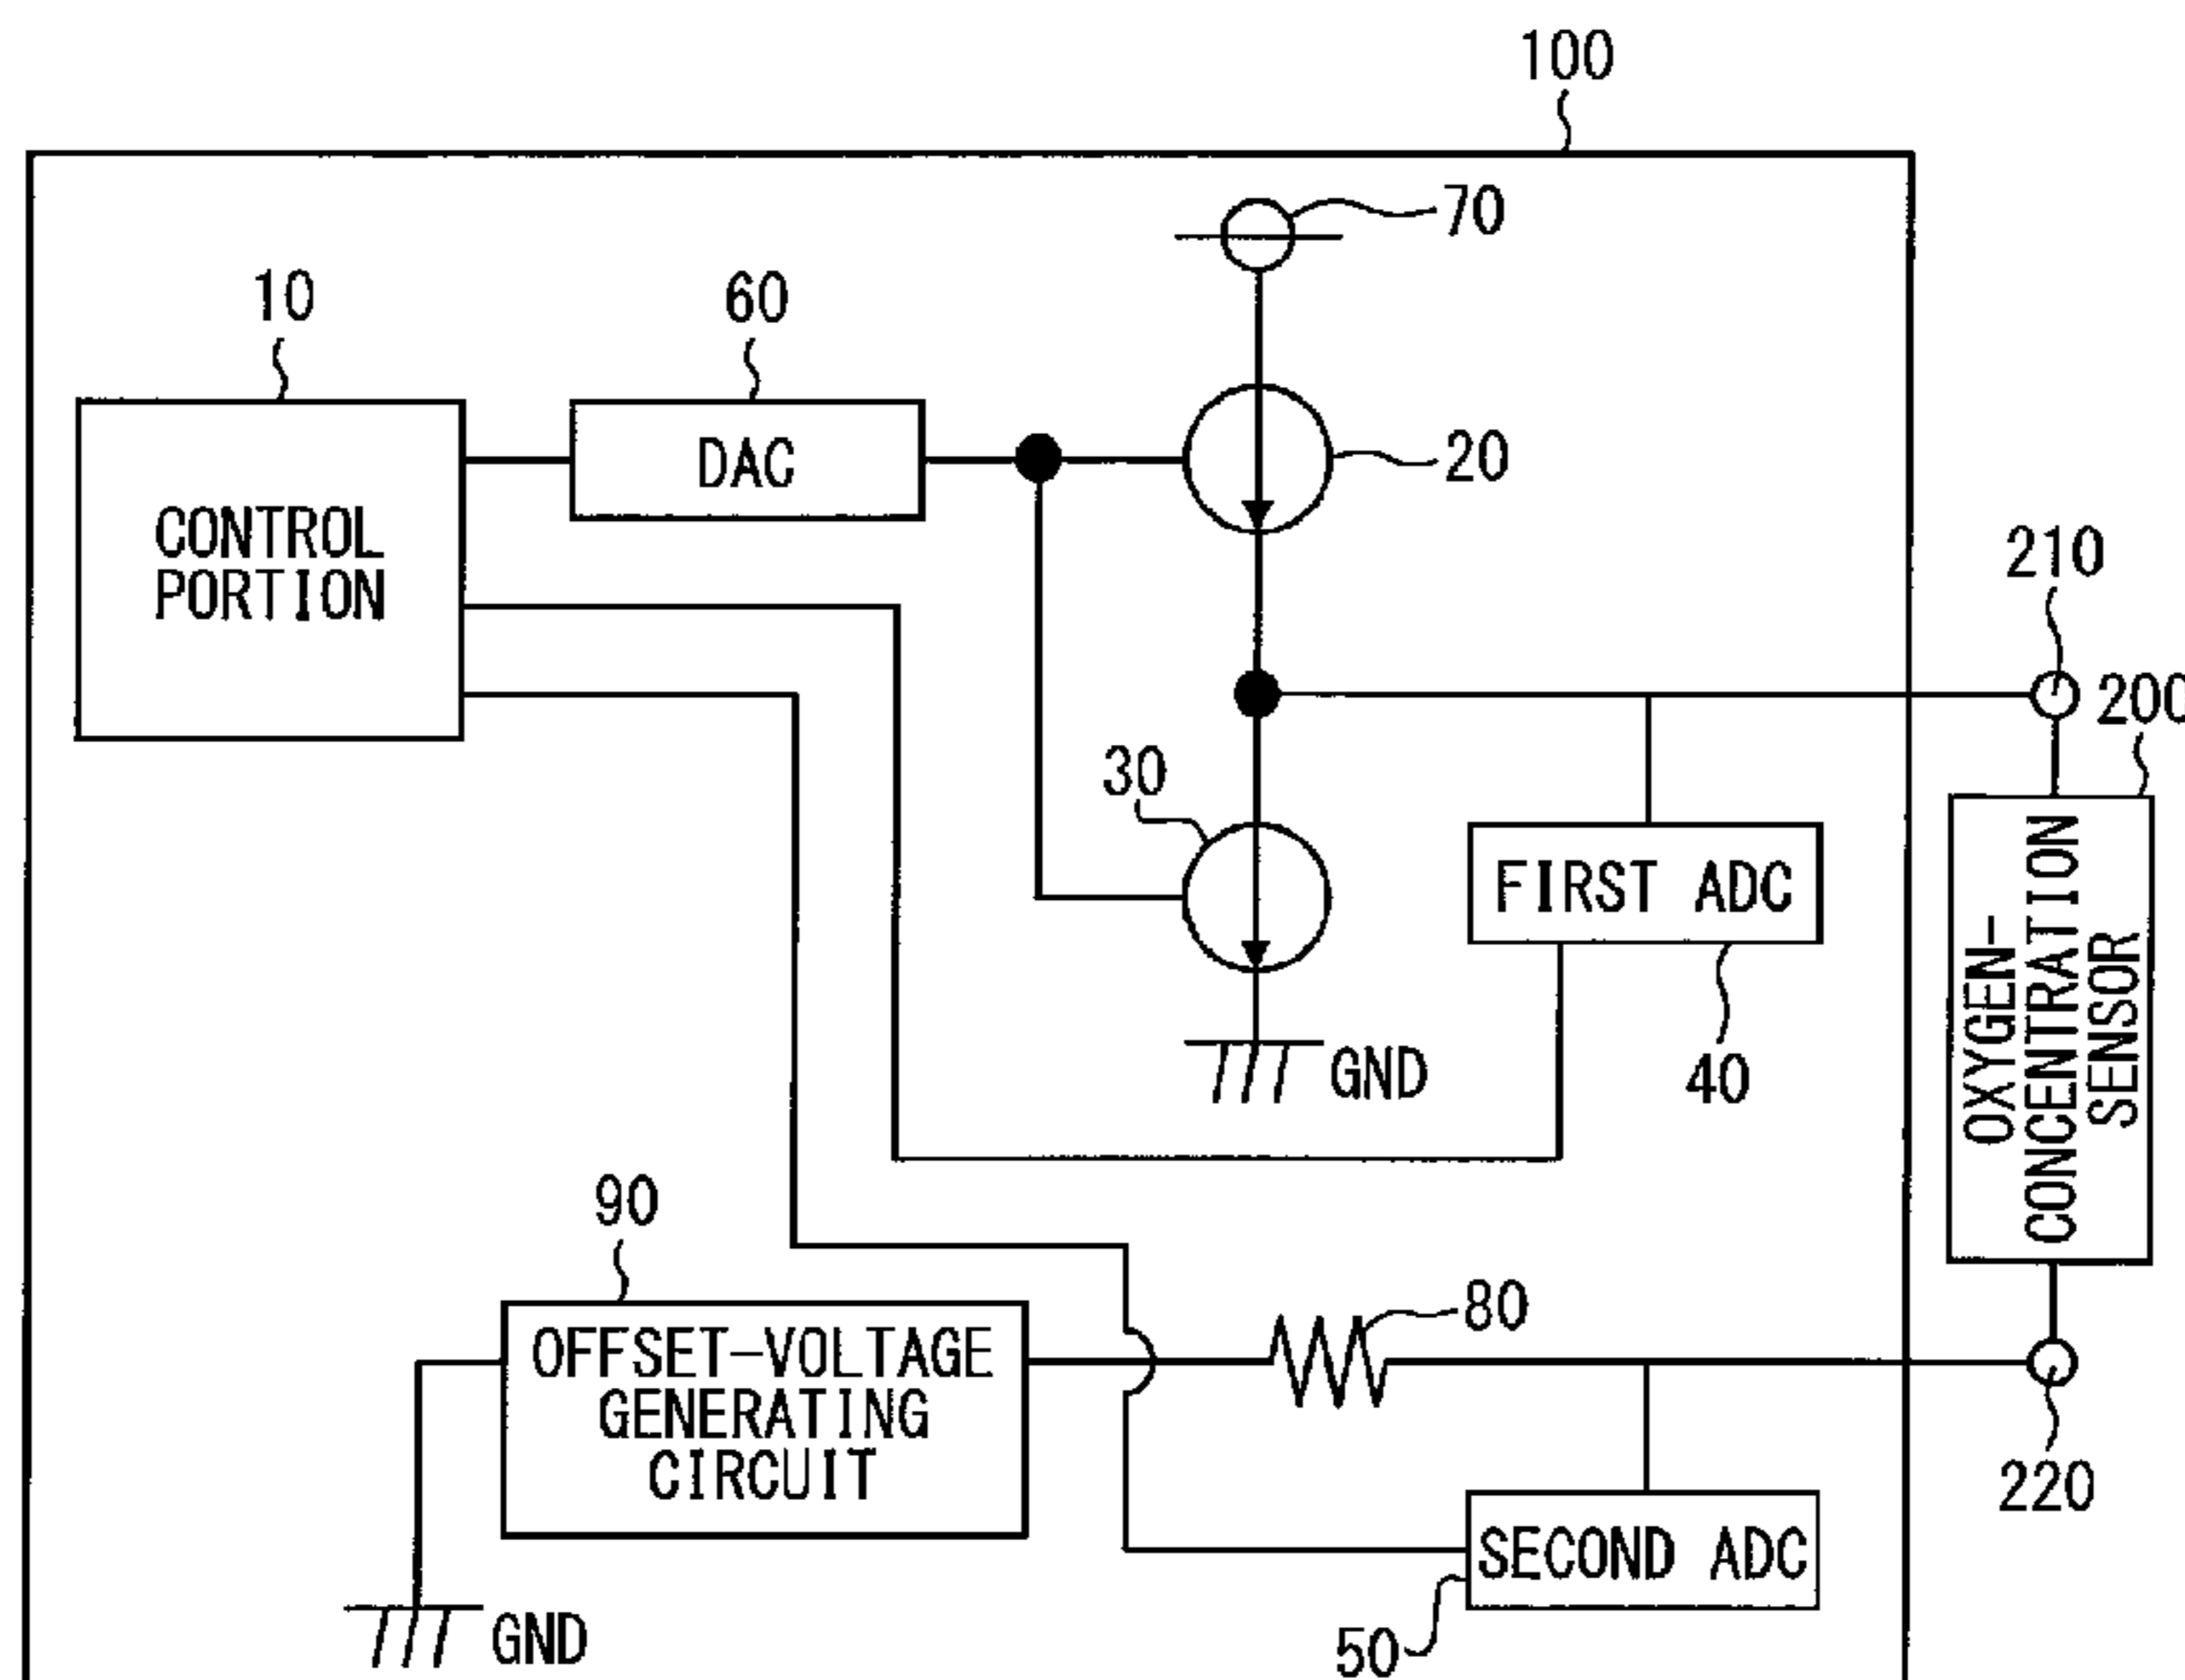 100
70
10
60
CONTROL
PORTION
DAC
20
210
200
30
FIRST ADC
OXYGEN-
CONCENTRATION
SENSOR
GND
40
90
80
OFFSET-VOLTAGE
GENERATING
CIRCUIT
220
SECOND ADC
GND
50